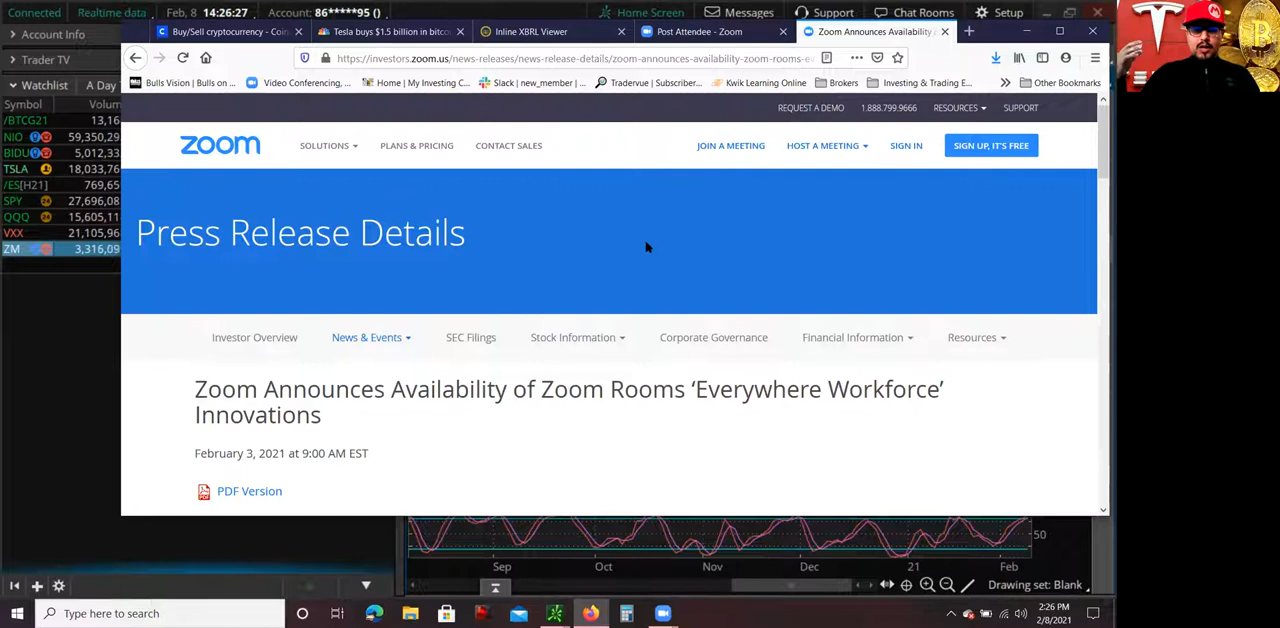 Connected Realtime data Feb, 8 14:26:27 Account: 86*****95 () Home Screen Messages Support Chat Rooms Setup
Account Info
Trader TV
Watchlist A Day
Symbol Volum
/BTCG21 13,16
NIO 59,350,29
BIDU 5,012,33
TSLA 18,033,76
/ES[H21] 769,65
SPY 27,696,08
QQQ 15,605,11
VXX 21,105,96
ZM 3,316,09
Buy/Sell cryptocurrency - Coin
Tesla buys $1.5 billion in bitco
Inline XBRL Viewer
Post Attendee - Zoom
Zoom Announces Availability
https://investors.zoom.us/news-releases/news-release-details/zoom-announces-availability-zoom-rooms-e
Bulls Vision | Bulls on ... Video Conferencing, ... Home | My Investing C... Slack | new_member | ... Tradervue | Subscriber... Kwik Learning Online Brokers Investing & Trading E... Other Bookmarks
REQUEST A DEMO 1.888.799.9666 RESOURCES SUPPORT
zoom SOLUTIONS PLANS & PRICING CONTACT SALES JOIN A MEETING HOST A MEETING SIGN IN SIGN UP, IT'S FREE
Press Release Details
Investor Overview News & Events SEC Filings Stock Information Corporate Governance Financial Information Resources
Zoom Announces Availability of Zoom Rooms ‘Everywhere Workforce’
Innovations
February 3, 2021 at 9:00 AM EST
PDF Version
50
Sep Oct Nov Dec 21 Feb
Drawing set: Blank
Type here to search
2:26 PM
2/8/2021